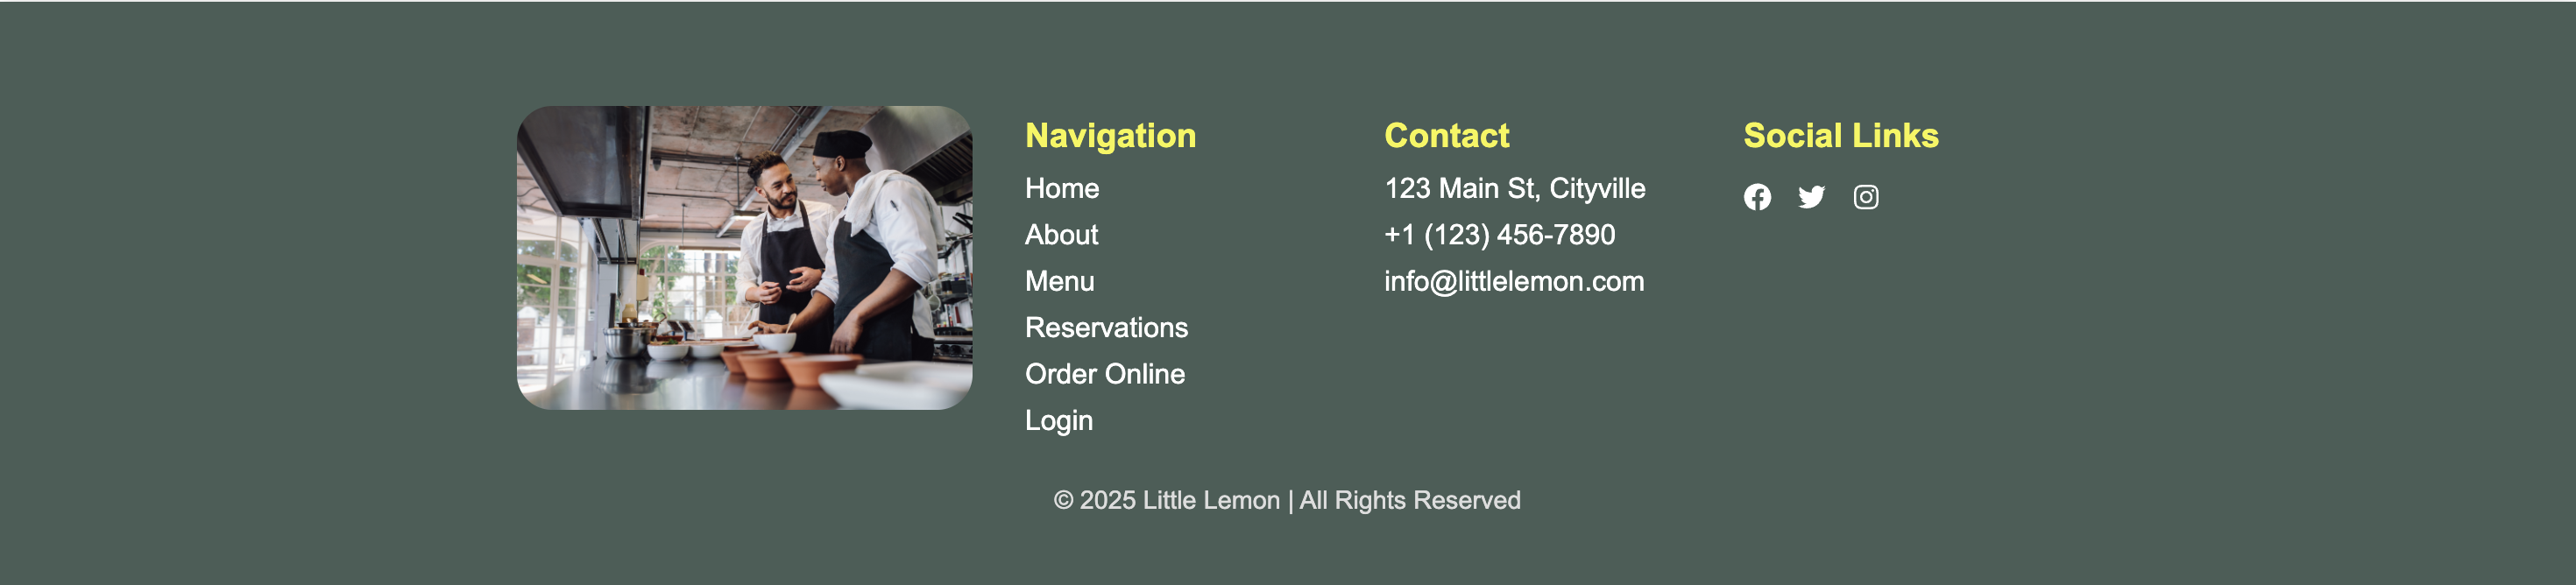 Navigation
Home
About
Menu
Reservations
Order Online
Login
Contact
123 Main St, Cityville
+1 (123) 456-7890
info@littlelemon.com
Social Links
© 2025 Little Lemon | All Rights Reserved